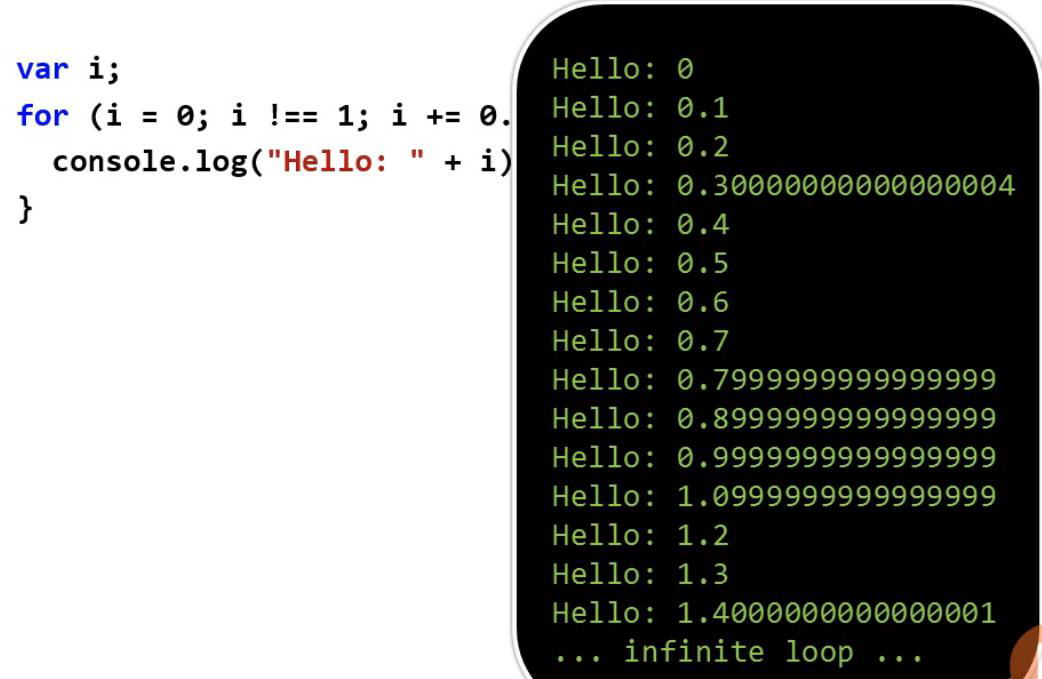 var i;
for (i = 0; i !== 1; i += 0.
  console.log("Hello: " + i)
}
Hello: 0
Hello: 0.1
Hello: 0.2
Hello: 0.30000000000000004
Hello: 0.4
Hello: 0.5
Hello: 0.6
Hello: 0.7
Hello: 0.7999999999999999
Hello: 0.8999999999999999
Hello: 0.9999999999999999
Hello: 1.0999999999999999
Hello: 1.2
Hello: 1.3
Hello: 1.4000000000000001
... infinite loop ...